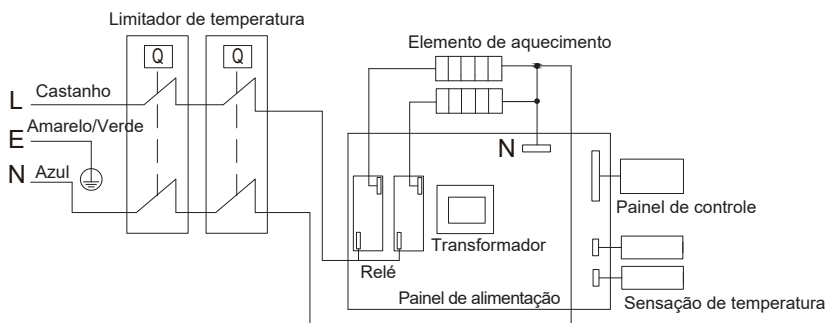 Limitador de temperatura
Q
Q
Elemento de aquecimento
L
Castanho
E
Amarelo/Verde
N
Azul
N
Painel de controle
Transformador
Relé
Painel de alimentação
Sensação de temperatura